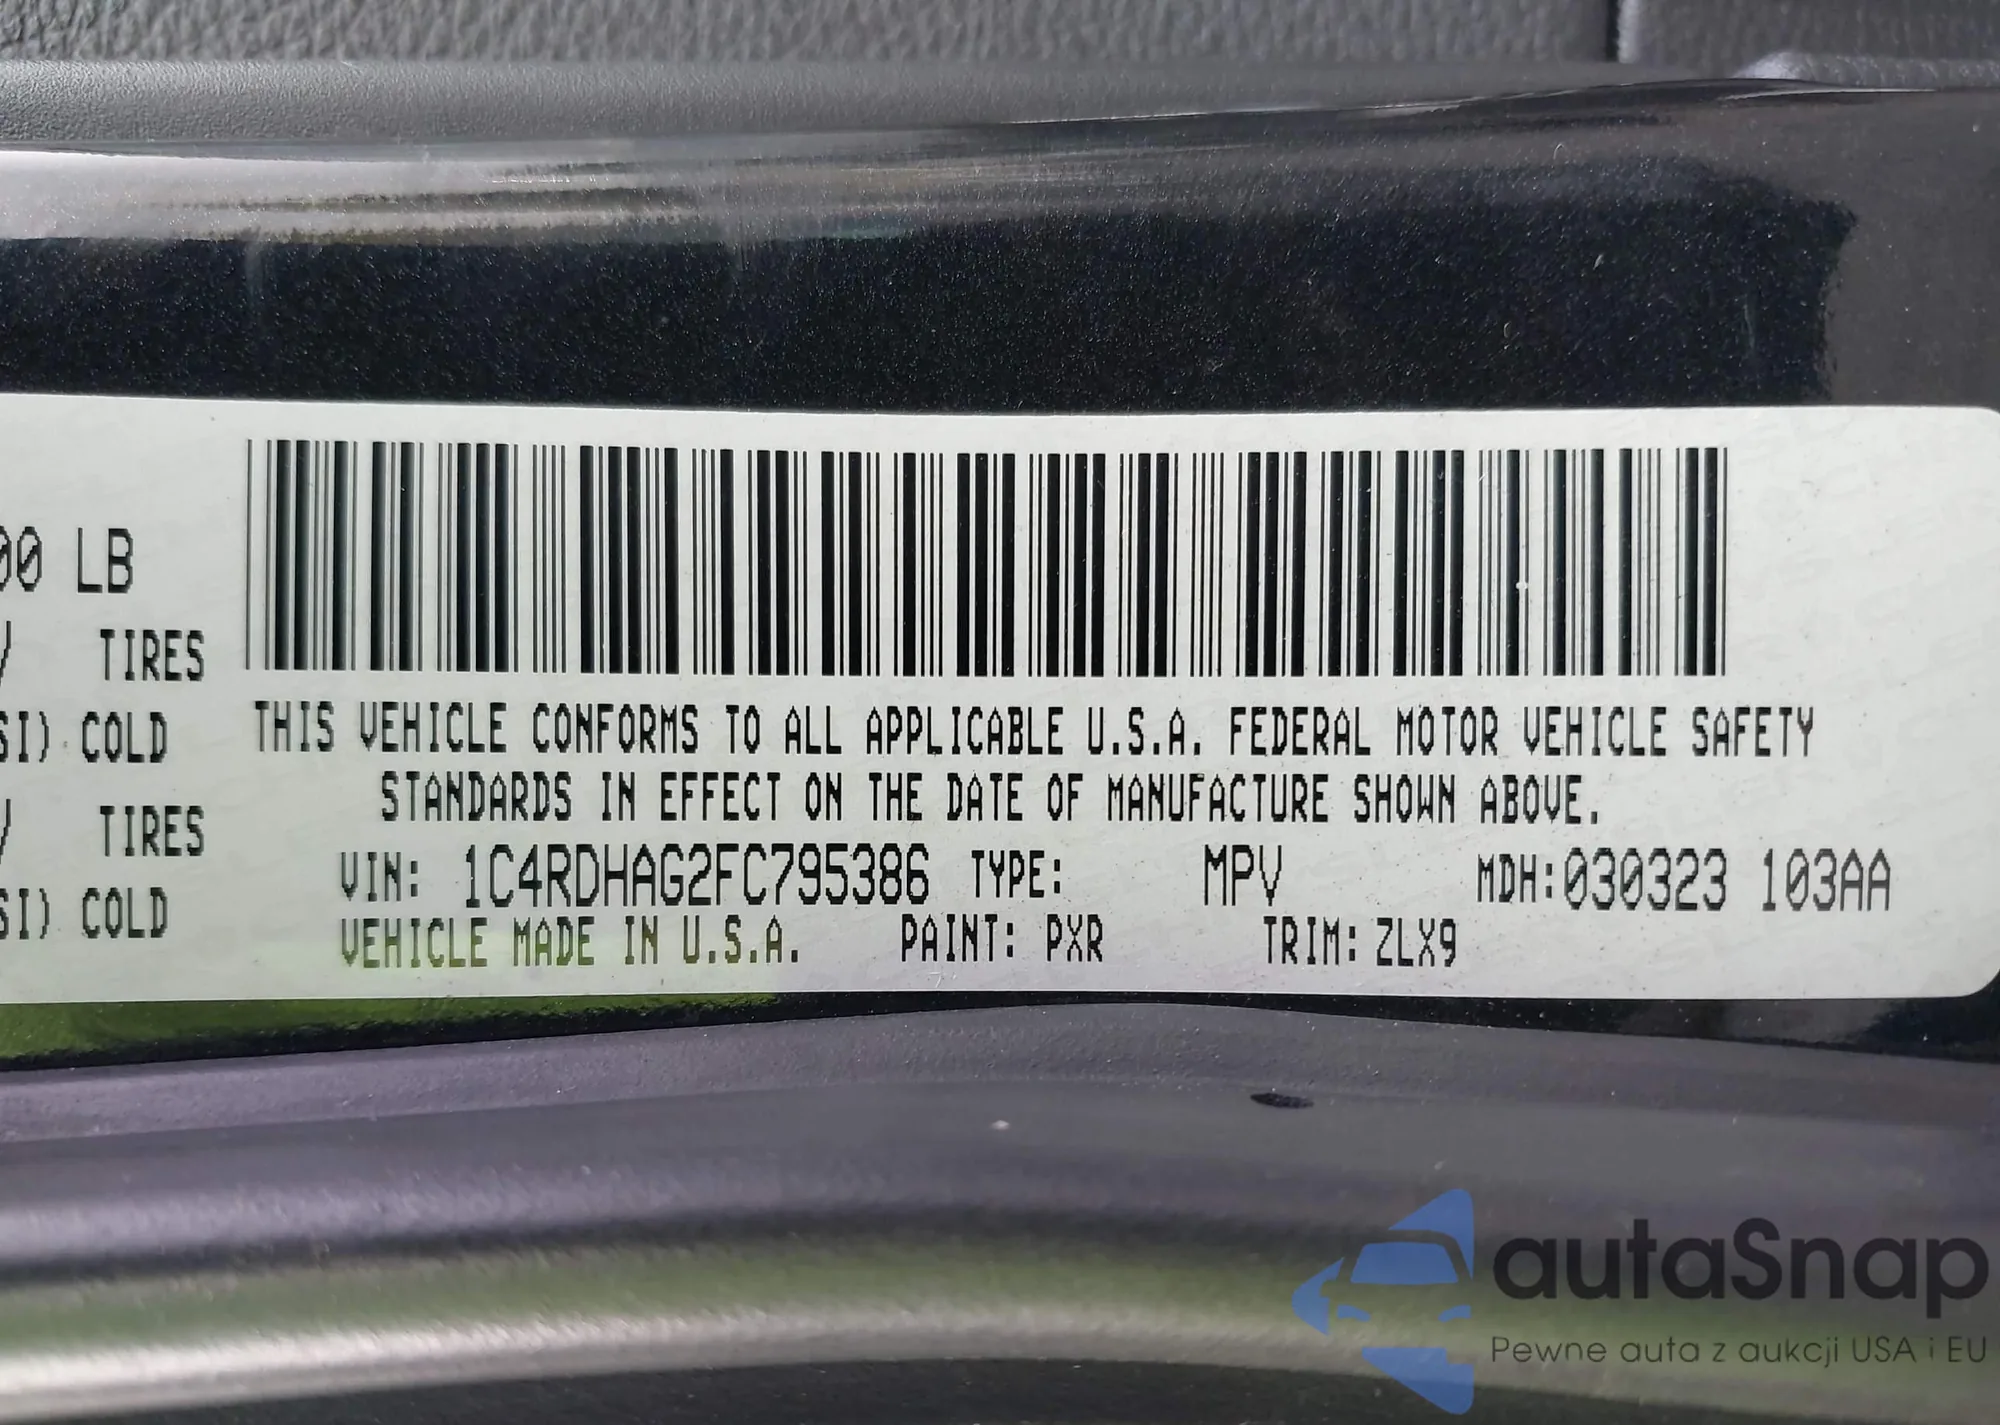 00 LB
TIRES
SI) COLD
TIRES
SI) COLD
THIS VEHICLE CONFORMS TO ALL APPLICABLE U.S.A. FEDERAL MOTOR VEHICLE SAFETY
STANDARDS IN EFFECT ON THE DATE OF MANUFACTURE SHOWN ABOVE.
VIN: 1C4RDHAG2FC795386 TYPE: MPV MDH:030323 103AA
VEHICLE MADE IN U.S.A. PAINT: PXR TRIM: ZLX9
autaSnap
Pewne auta z aukcji USA i EU